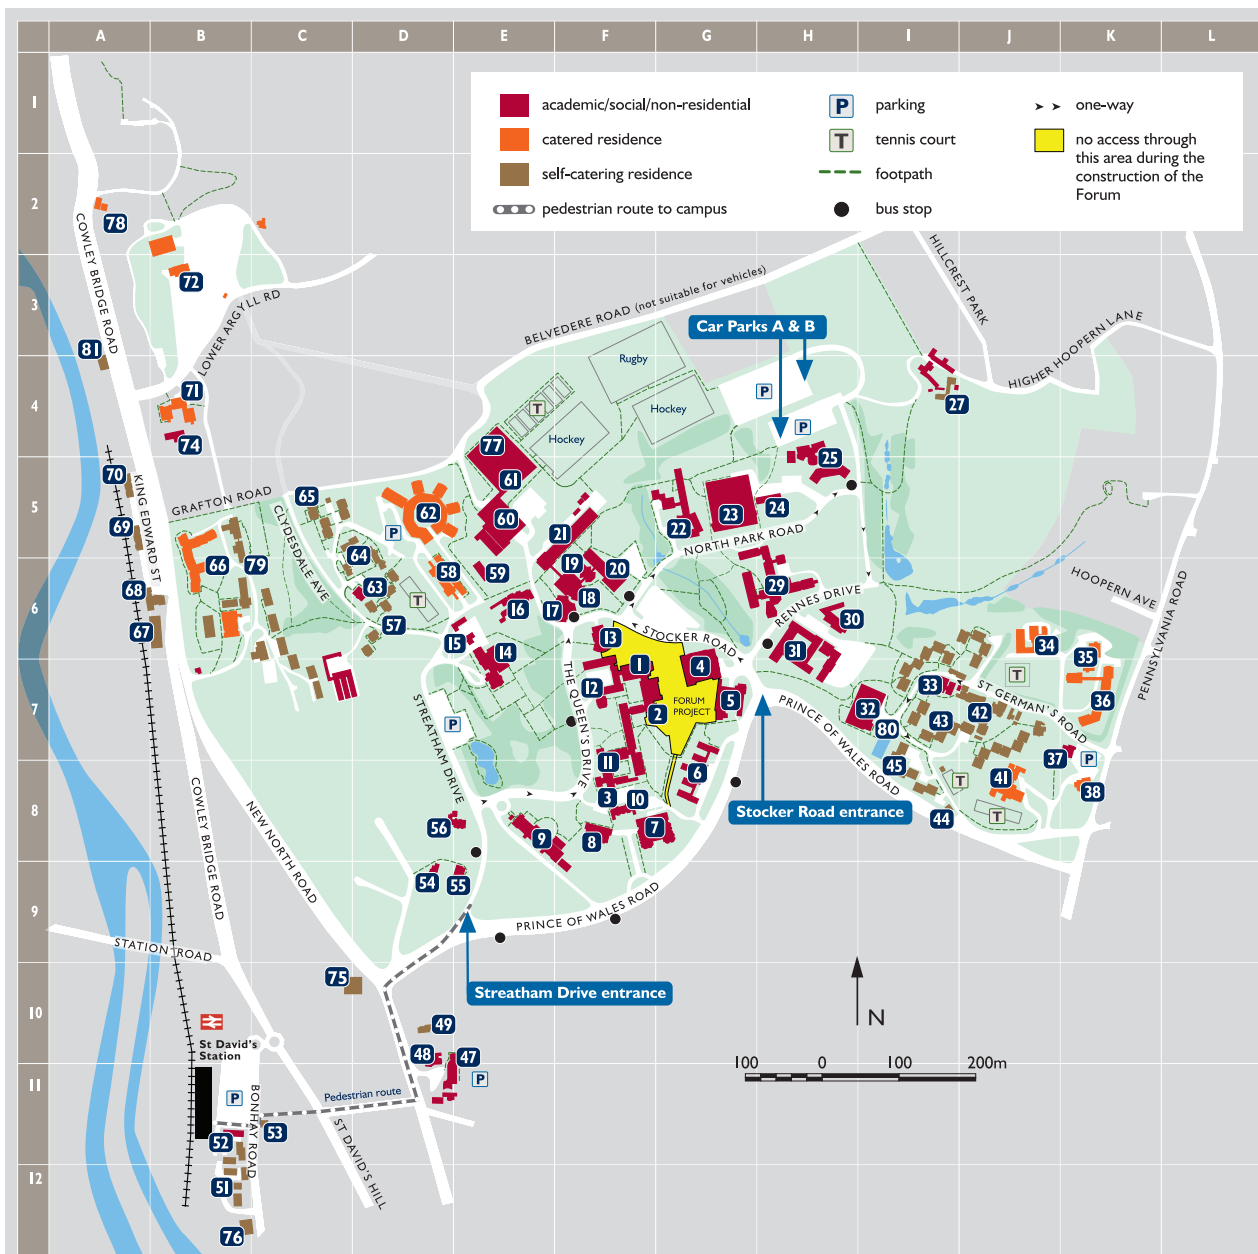 A B C D E F G H I J K L
1
2
3
4
5
6
7
8
9
10
11
12
academic/social/non-residential
catered residence
self-catering residence
pedestrian route to campus
P parking
T tennis court
footpath
bus stop
one-way
no access through
this area during the
construction of the
Forum
COWLEY BRIDGE ROAD
78
72
LOWER ARGYLL RD
81
71
74
BELVEDERE ROAD (not suitable for vehicles)
HILLCREST PARK
HIGHER HOOPERN LANE
Car Parks A & B
Rugby
Hockey
Hockey
T
P
P
27
77
61
25
70
KING EDWARD ST
GRAFTON ROAD
65
62
60
21
22
23
24
NORTH PARK ROAD
69
CLYDESDALE AVE
P
64
66
79
63
58
59
19
20
18
29
HOOPERN AVE
PENNSYLVANIA ROAD
68
67
T
57
16
17
RENNES DRIVE
30
15
14
13
STOCKER ROAD
31
34
35
T
1
4
12
THE QUEEN'S DRIVE
FORUM
PROJECT
5
2
33
ST GERMAN'S ROAD
36
32
42
43
80
STREATHAM DRIVE
P
PRINCE OF WALES ROAD
45
37
P
11
6
41
T
38
COWLEY BRIDGE ROAD
NEW NORTH ROAD
3
10
Stocker Road entrance
T
44
56
9
8
7
54
55
PRINCE OF WALES ROAD
STATION ROAD
75
Streatham Drive entrance
N
St David's
Station
49
48
47
P
100 0 100 200m
P
BONHAY ROAD
Pedestrian route
53
52
ST DAVID'S HILL
51
76